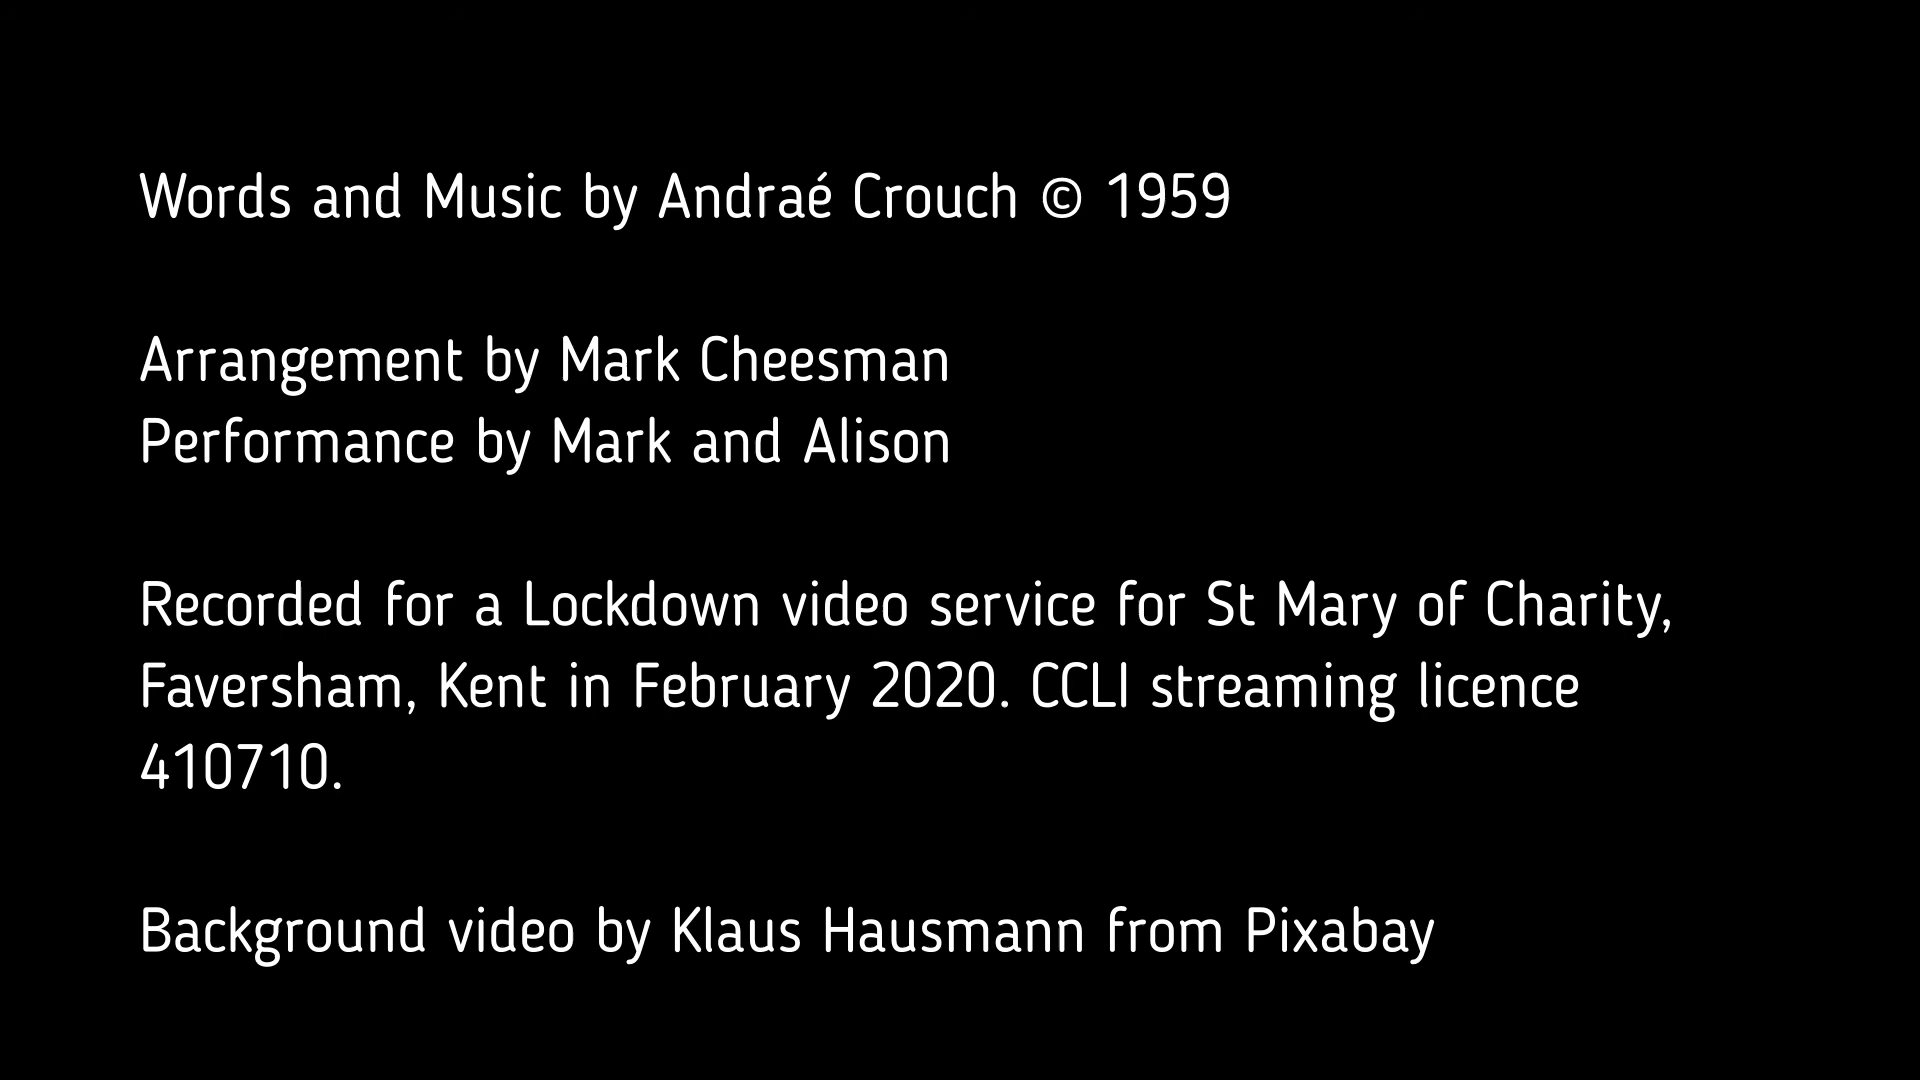 Words and Music by Andraé Crouch © 1959
Arrangement by Mark Cheesman
Performance by Mark and Alison
Recorded for a Lockdown video service for St Mary of Charity,
Faversham, Kent in February 2020. CCLI streaming licence
410710.
Background video by Klaus Hausmann from Pixabay